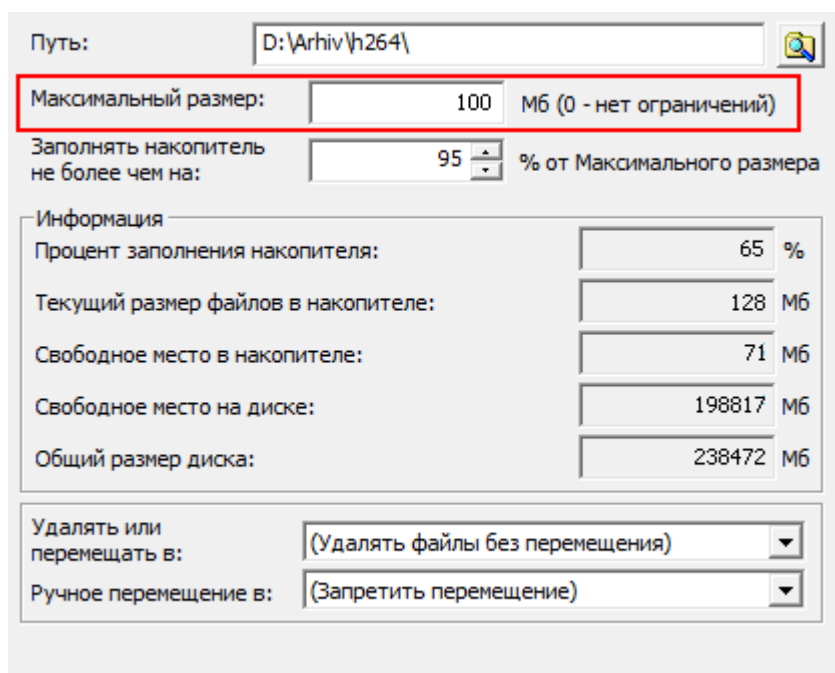 Путь: D:\Arhiv\h264\
Максимальный размер: 100 Мб (0 - нет ограничений)
Заполнять накопитель
не более чем на: 95 % от Максимального размера
Информация
Процент заполнения накопителя: 65 %
Текущий размер файлов в накопителе: 128 Мб
Свободное место в накопителе: 71 Мб
Свободное место на диске: 198817 Мб
Общий размер диска: 238472 Мб
Удалять или
перемещать в: (Удалять файлы без перемещения)
Ручное перемещение в: (Запретить перемещение)